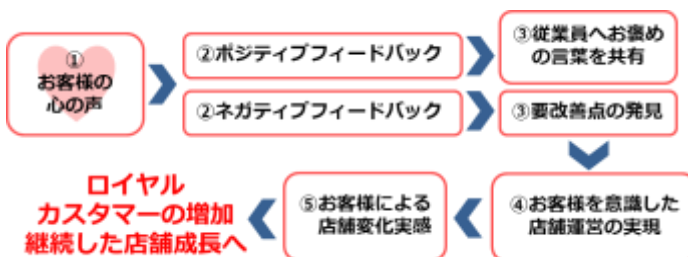 ①
お客様の
心の声
②ポジティブフィードバック
③従業員へお褒め
の言葉を共有
②ネガティブフィードバック
③要改善点の発見
④お客様を意識した
店舗運営の実現
⑤お客様による
店舗変化実感
ロイヤル
カスタマーの増加
継続した店舗成長へ